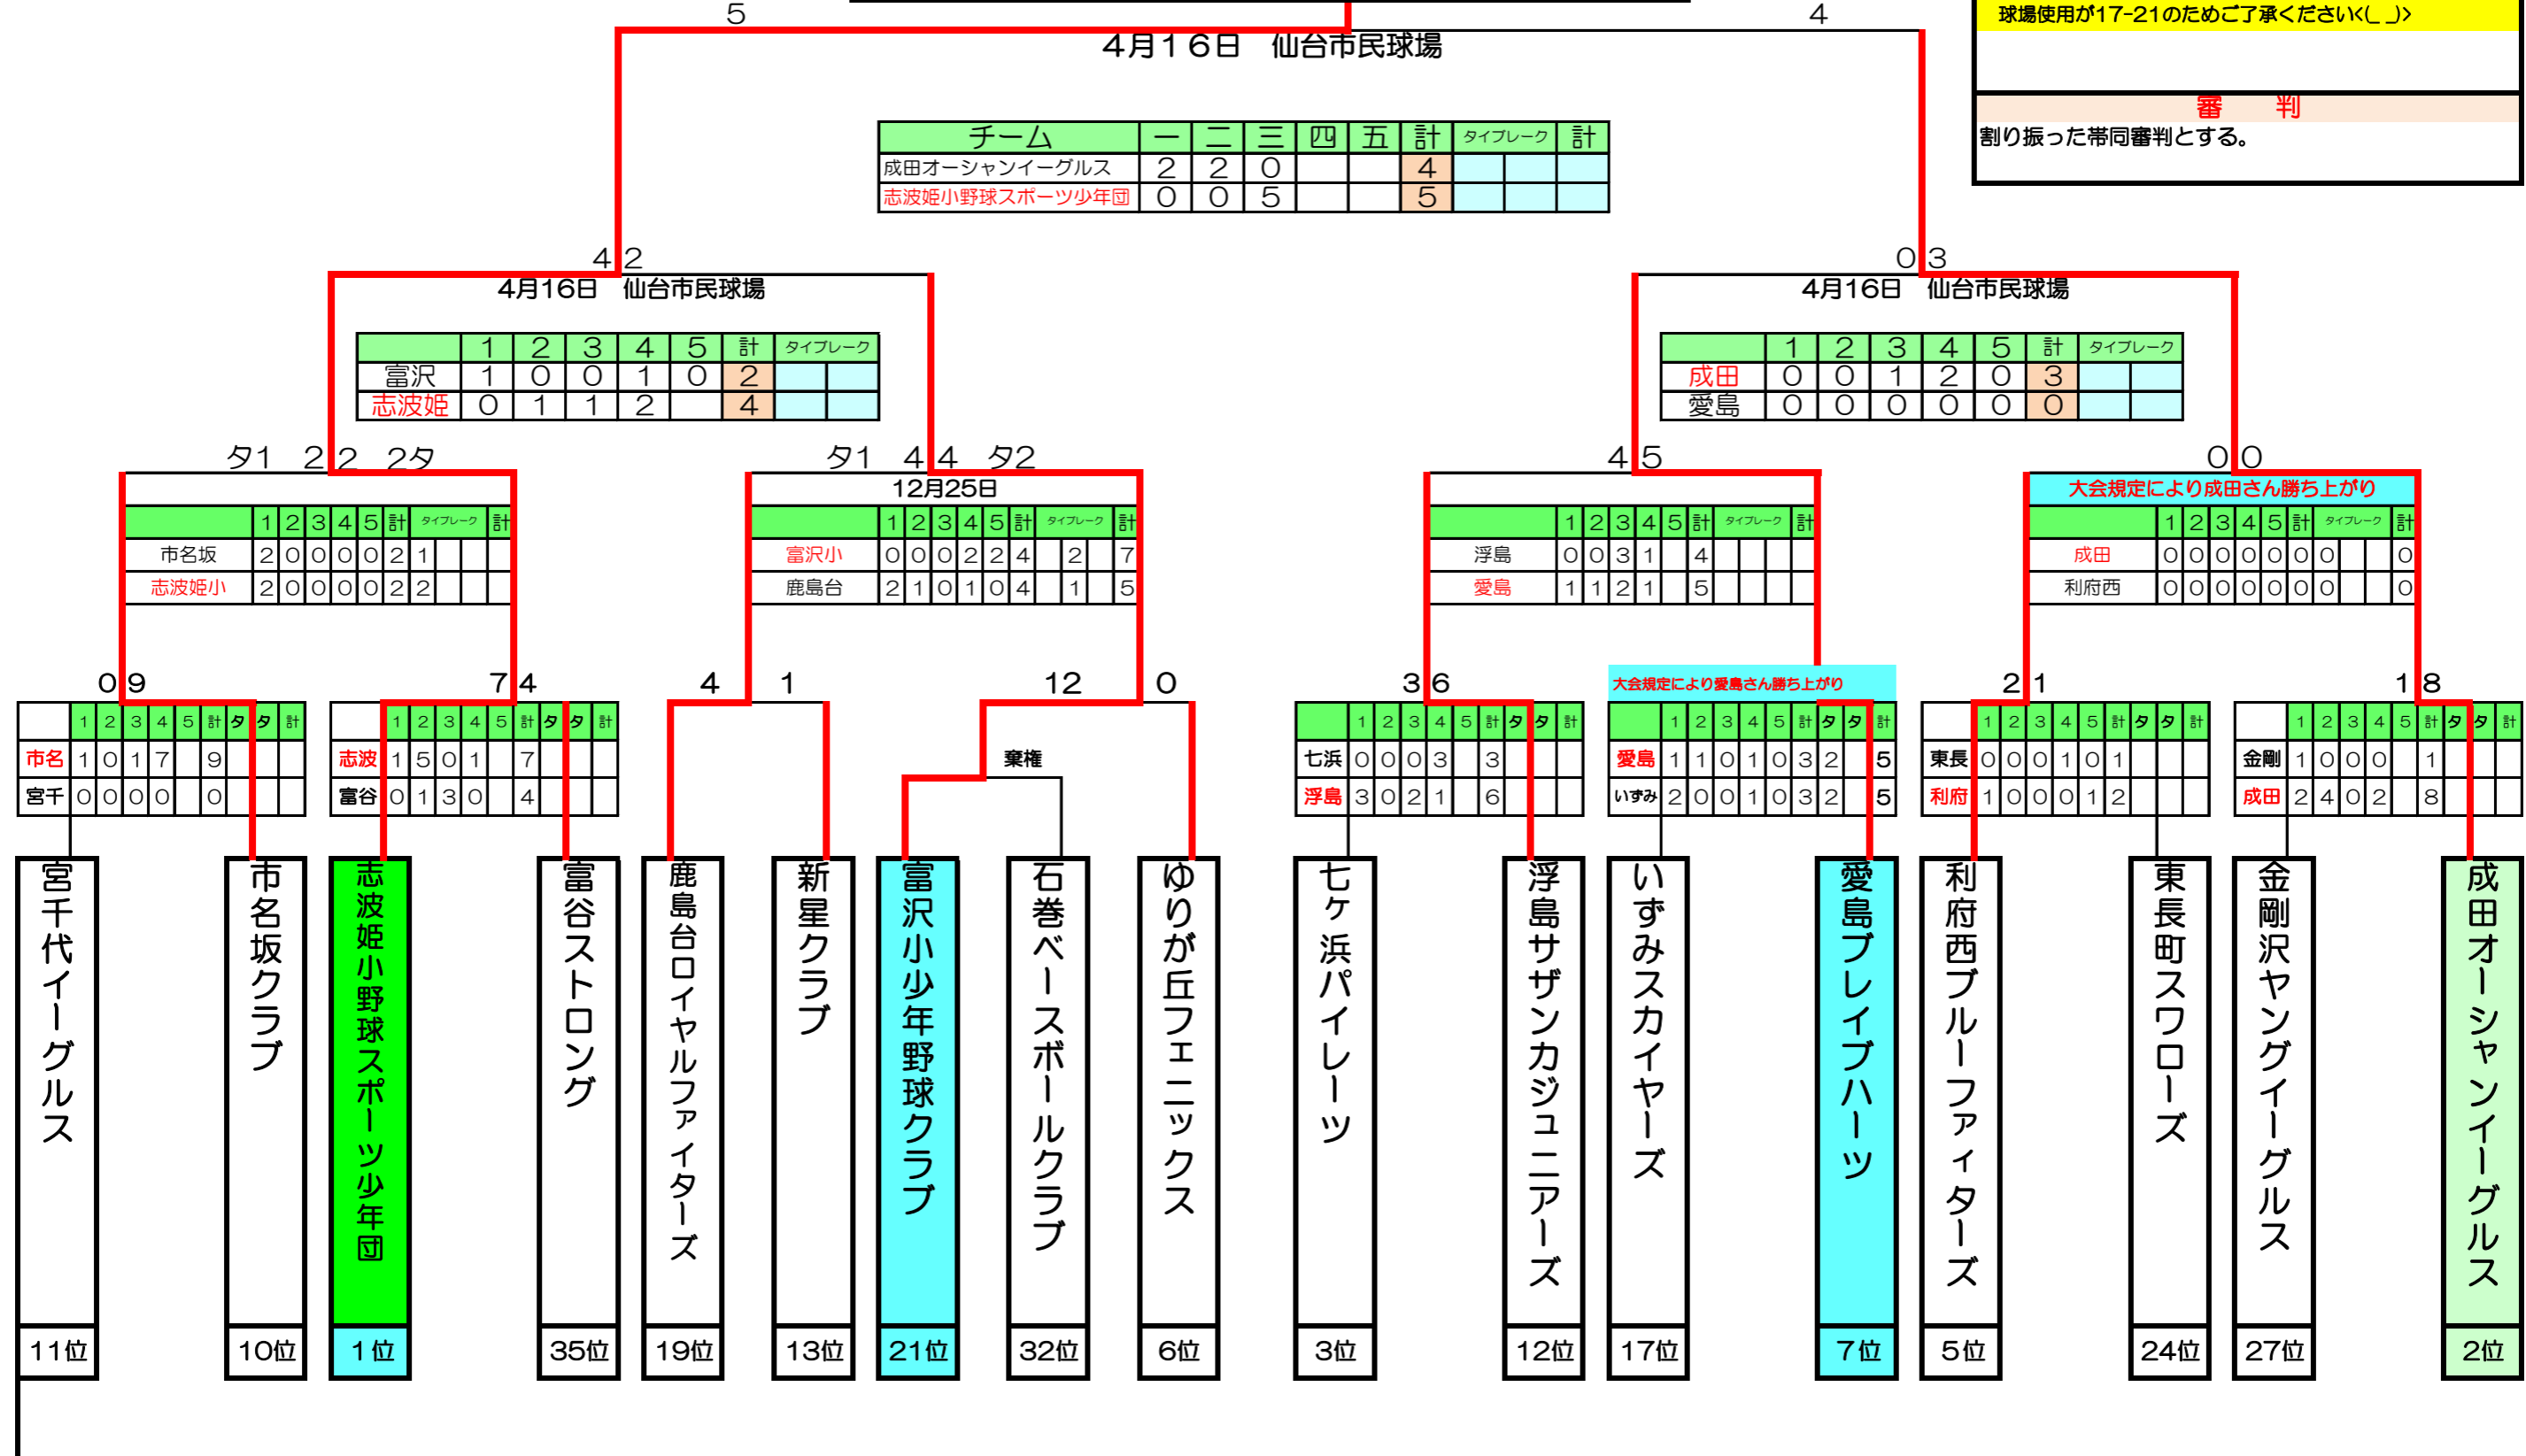 5
4
球場使用が17-21のためご了承ください<(_ _)>
4月16日 仙台市民球場
審 判
割り振った帯同審判とする。
チーム 一 二 三 四 五 計 タイブレーク 計
成田オーシャンイーグルス 2 2 0 4
志波姫小野球スポーツ少年団 0 0 5 5
4 2
0 3
4月16日 仙台市民球場
4月16日 仙台市民球場
1 2 3 4 5 計 タイブレーク
富沢 1 0 0 1 0 2
志波姫 0 1 1 2 4
1 2 3 4 5 計 タイブレーク
成田 0 0 1 2 0 3
愛島 0 0 0 0 0 0
タ1 2 2 2タ
タ1 4 4 タ2
4 5
0 0
12月25日
大会規定により成田さん勝ち上がり
1 2 3 4 5 計 タイブレーク 計
市名坂 2 0 0 0 0 2 1
志波姫小 2 0 0 0 0 2 2
1 2 3 4 5 計 タイブレーク 計
富沢小 0 0 0 2 2 4 2 7
鹿島台 2 1 0 1 0 4 1 5
1 2 3 4 5 計 タイブレーク 計
浮島 0 0 3 1 4
愛島 1 1 2 1 5
1 2 3 4 5 計 タイブレーク 計
成田 0 0 0 0 0 0 0 0
利府西 0 0 0 0 0 0 0 0
0 9
7 4
4 1
12 0
3 6
大会規定により愛島さん勝ち上がり
2 1
1 8
1 2 3 4 5 計 タ タ 計
市名 1 0 1 7 9
宮千 0 0 0 0 0
1 2 3 4 5 計 タ タ 計
志波 1 5 0 1 7
富谷 0 1 3 0 4
棄権
1 2 3 4 5 計 タ タ 計
七浜 0 0 0 3 3
浮島 3 0 2 1 6
1 2 3 4 5 計 タ タ 計
愛島 1 1 0 1 0 3 2 5
いずみ 2 0 0 1 0 3 2 5
1 2 3 4 5 計 タ タ 計
東長 0 0 0 1 0 1
利府 1 0 0 0 1 2
1 2 3 4 5 計 タ タ 計
金剛 1 0 0 0 1
成田 2 4 0 2 8
宮千代イーグルス
市名坂クラブ
志波姫小野球スポーツ少年団
富谷ストロング
鹿島台ロイヤルファイターズ
新星クラブ
富沢小少年野球クラブ
石巻ベースボールクラブ
ゆりが丘フェニックス
七ヶ浜パイレーツ
浮島サザンカジュニアーズ
いずみスカイヤーズ
愛島ブレイブハーツ
利府西ブルーファィターズ
東長町スワローズ
金剛沢ヤングイーグルス
成田オーシャンイーグルス
11位
10位
1位
35位
19位
13位
21位
32位
6位
3位
12位
17位
7位
5位
24位
27位
2位